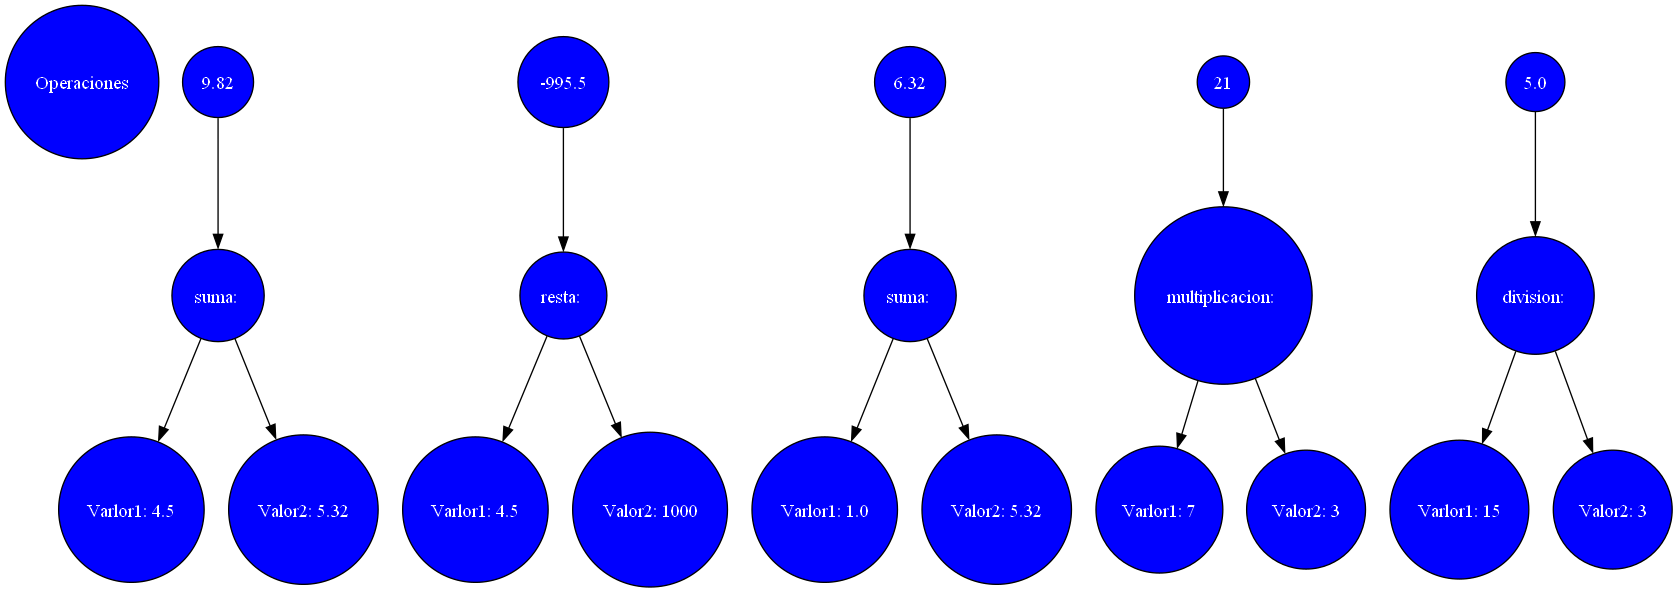 Operaciones
9.82
-995.5
6.32
21
5.0
suma:
resta:
suma:
multiplicacion:
division:
Varlor1: 4.5
Valor2: 5.32
Varlor1: 4.5
Valor2: 1000
Varlor1: 1.0
Valor2: 5.32
Varlor1: 7
Valor2: 3
Varlor1: 15
Valor2: 3